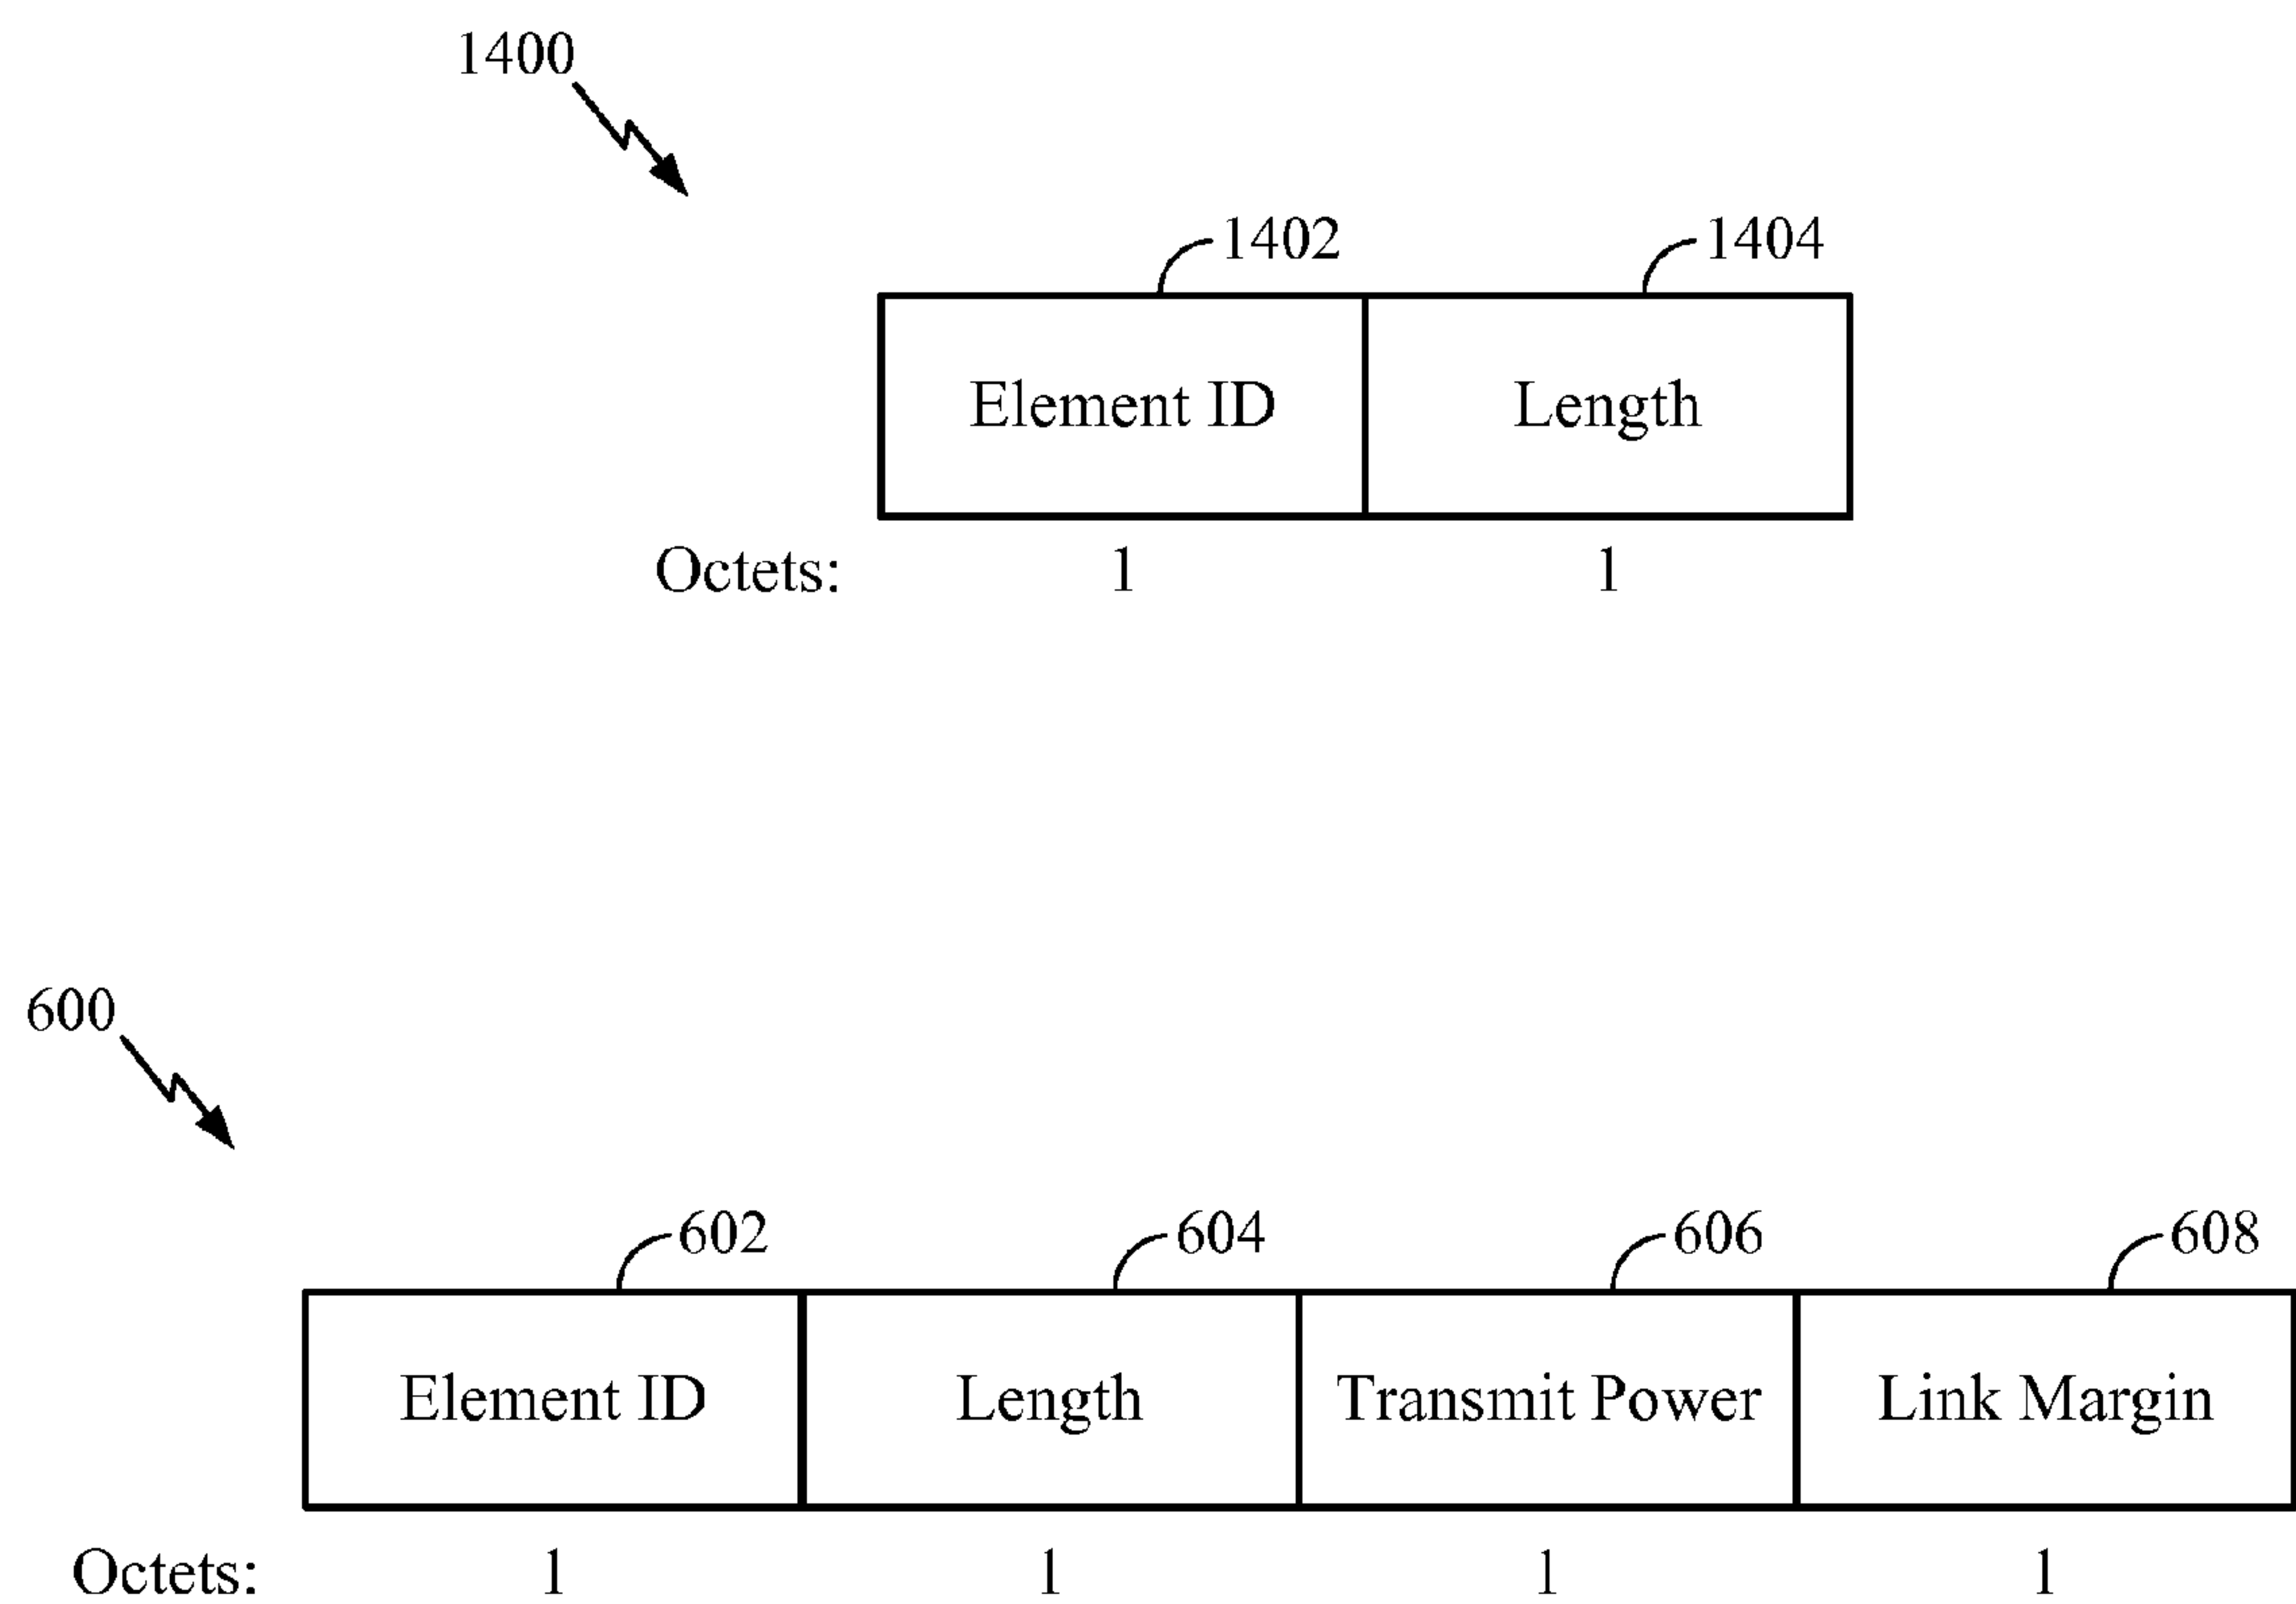 1400
1402 1404
Element ID Length
Octets: 1 1
600
602 604 606 608
Element ID Length Transmit Power Link Margin
Octets: 1 1 1 1